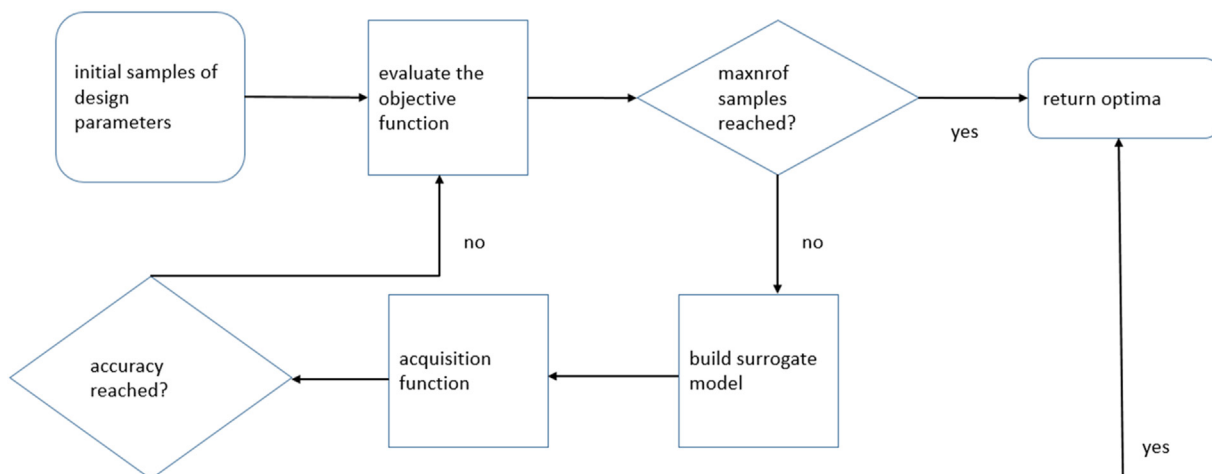 initial samples of
design
parameters
evaluate the
objective
function
maxnrof
samples
reached?
yes
return optima
no
no
accuracy
reached?
acquisition
function
build surrogate
model
yes